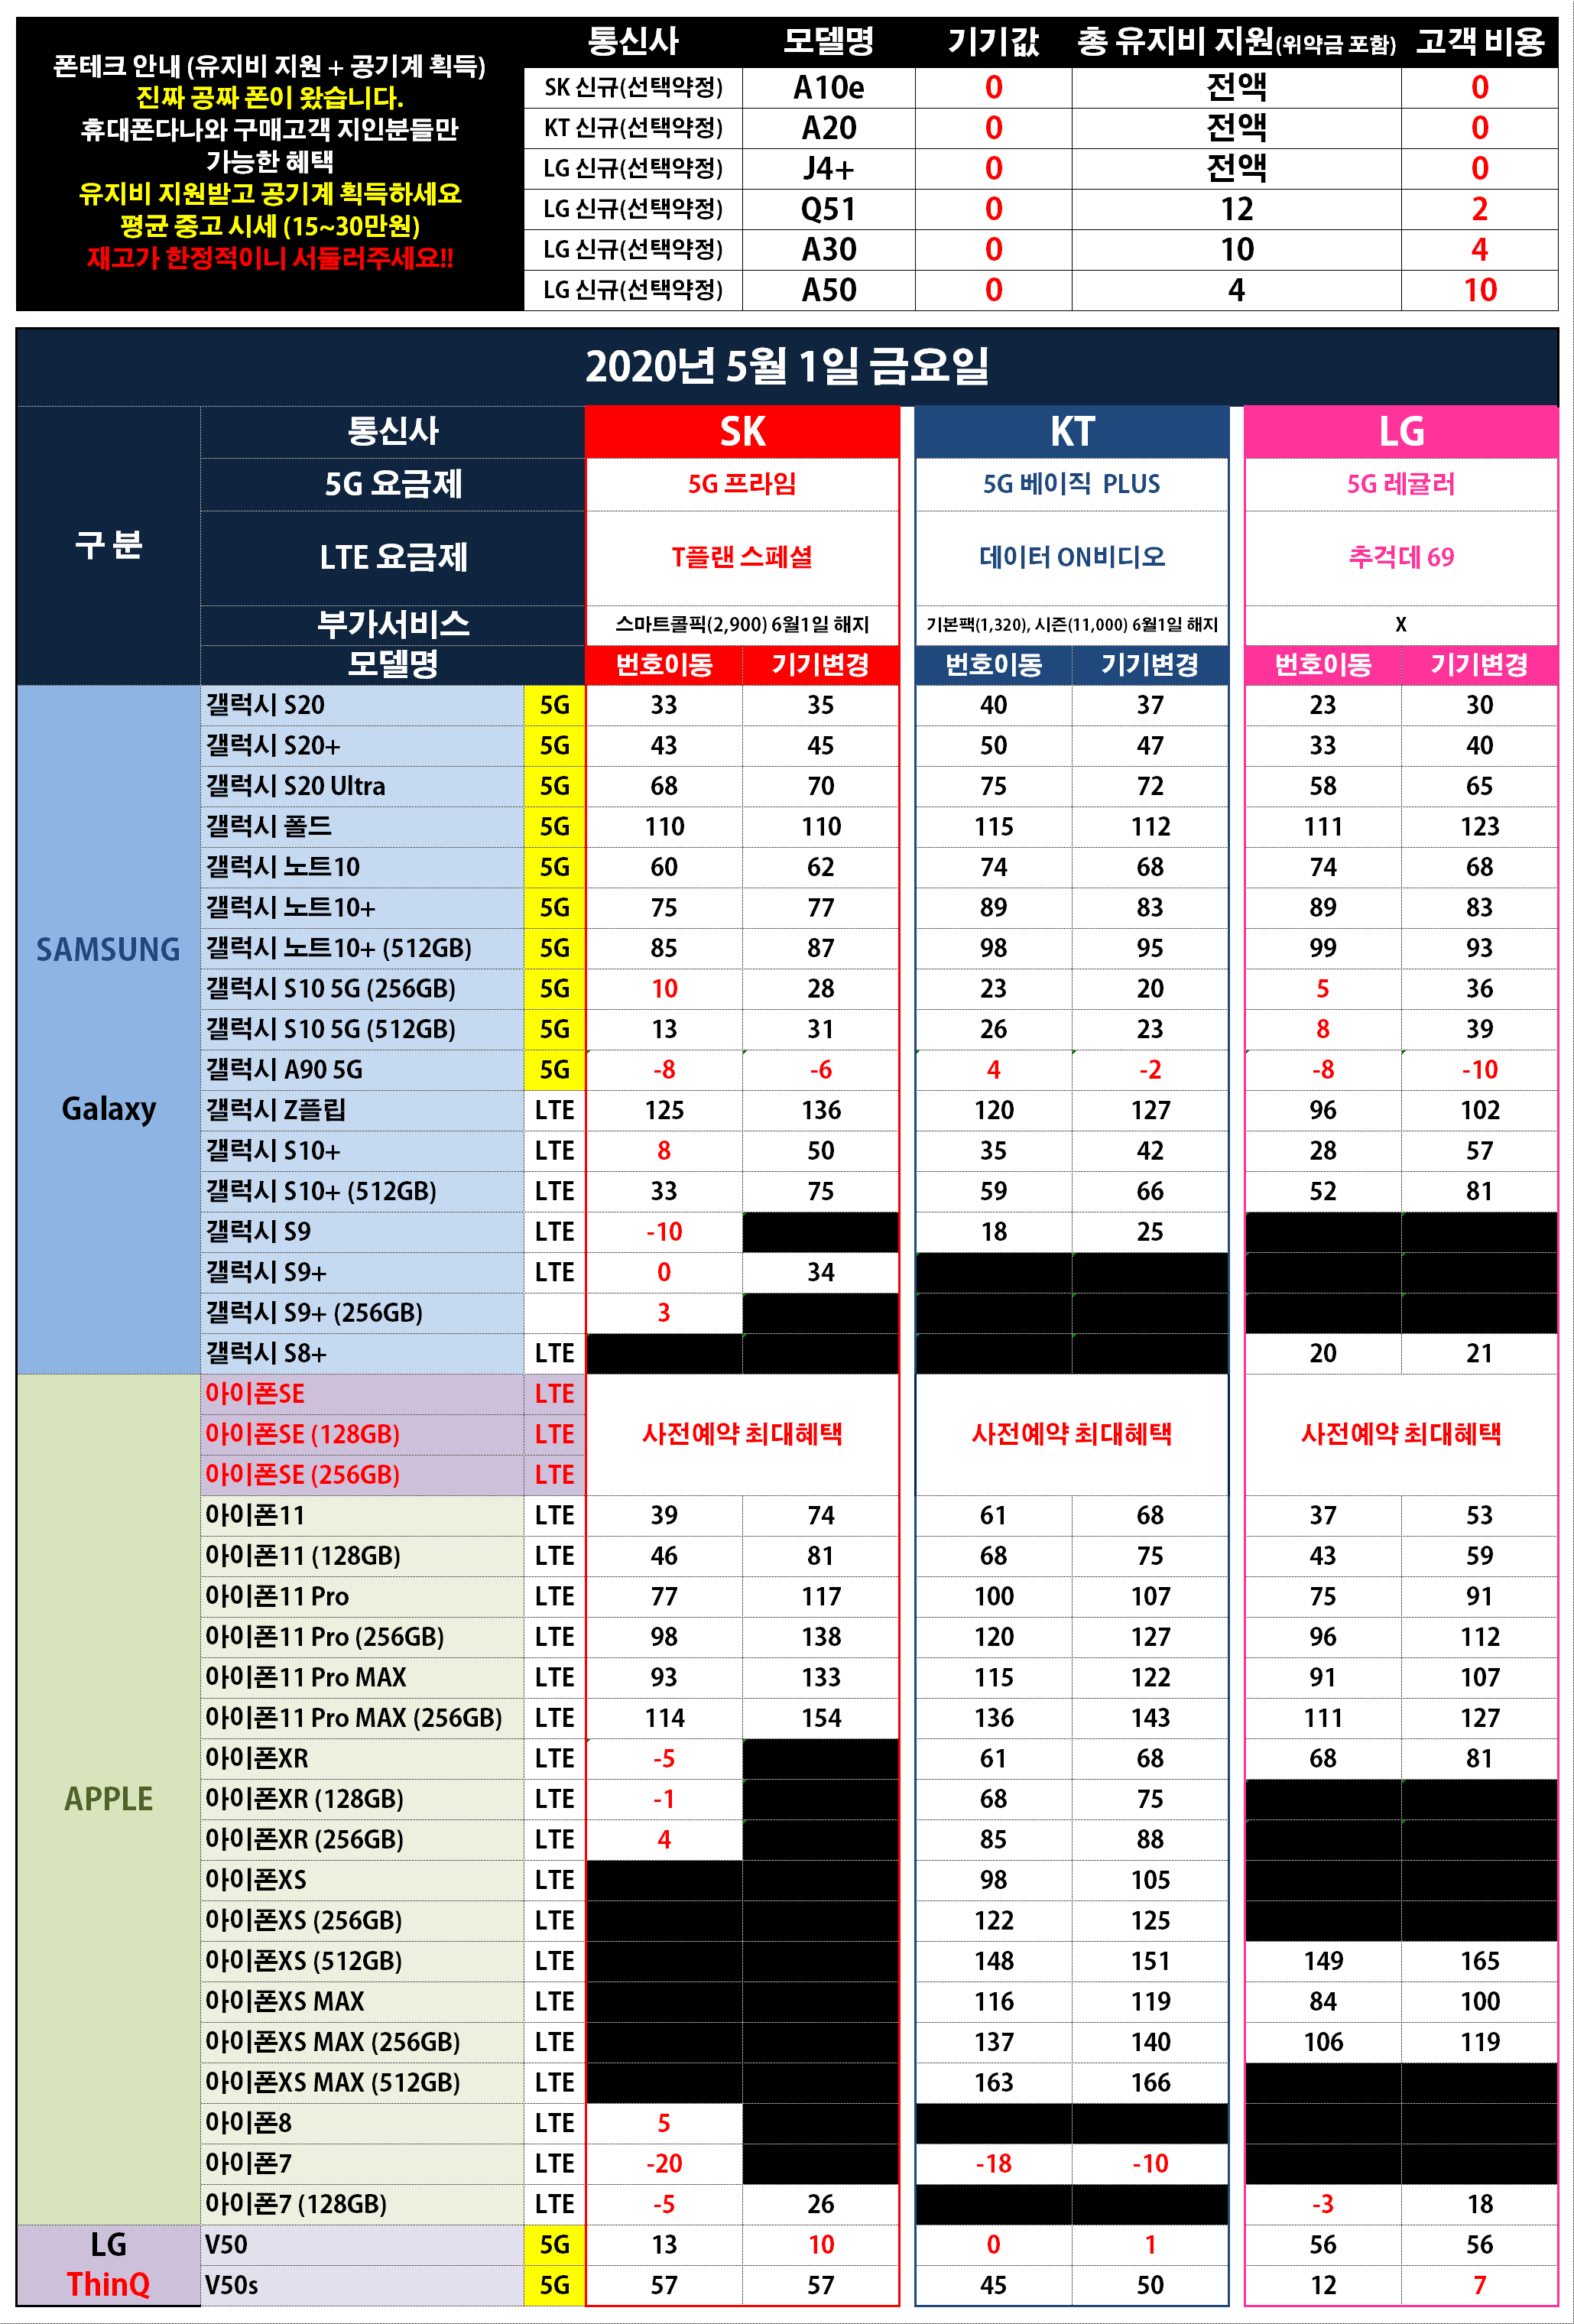 폰테크 안내 (유지비 지원 + 공기계 획득)
진짜 공짜 폰이 왔습니다.
휴대폰다나와 구매고객 지인분들만
가능한 혜택
유지비 지원받고 공기계 획득하세요
평균 중고 시세 (15~30만원)
재고가 한정적이니 서둘러주세요!!
통신사 모델명 기기값 총 유지비 지원(위약금 포함) 고객 비용
SK 신규(선택약정) A10e 0 전액 0
KT 신규(선택약정) A20 0 전액 0
LG 신규(선택약정) J4+ 0 전액 0
LG 신규(선택약정) Q51 0 12 2
LG 신규(선택약정) A30 0 10 4
LG 신규(선택약정) A50 0 4 10
2020년 5월 1일 금요일
구 분
통신사 SK KT LG
5G 요금제 5G 프라임 5G 베이직 PLUS 5G 레귤러
LTE 요금제 T플랜 스페셜 데이터 ON비디오 추걱데 69
부가서비스 스마트콜픽(2,900) 6월1일 해지 기본팩(1,320), 시즌(11,000) 6월1일 해지 X
모델명 번호이동 기기변경 번호이동 기기변경 번호이동 기기변경
SAMSUNG
Galaxy
갤럭시 S20 5G 33 35 40 37 23 30
갤럭시 S20+ 5G 43 45 50 47 33 40
갤럭시 S20 Ultra 5G 68 70 75 72 58 65
갤럭시 폴드 5G 110 110 115 112 111 123
갤럭시 노트10 5G 60 62 74 68 74 68
갤럭시 노트10+ 5G 75 77 89 83 89 83
갤럭시 노트10+ (512GB) 5G 85 87 98 95 99 93
갤럭시 S10 5G (256GB) 5G 10 28 23 20 5 36
갤럭시 S10 5G (512GB) 5G 13 31 26 23 8 39
갤럭시 A90 5G 5G -8 -6 4 -2 -8 -10
갤럭시 Z플립 LTE 125 136 120 127 96 102
갤럭시 S10+ LTE 8 50 35 42 28 57
갤럭시 S10+ (512GB) LTE 33 75 59 66 52 81
갤럭시 S9 LTE -10 18 25
갤럭시 S9+ LTE 0 34
갤럭시 S9+ (256GB) 3
갤럭시 S8+ LTE 20 21
APPLE
아이폰SE LTE
아이폰SE (128GB) LTE 사전예약 최대혜택 사전예약 최대혜택 사전예약 최대혜택
아이폰SE (256GB) LTE
아이폰11 LTE 39 74 61 68 37 53
아이폰11 (128GB) LTE 46 81 68 75 43 59
아이폰11 Pro LTE 77 117 100 107 75 91
아이폰11 Pro (256GB) LTE 98 138 120 127 96 112
아이폰11 Pro MAX LTE 93 133 115 122 91 107
아이폰11 Pro MAX (256GB) LTE 114 154 136 143 111 127
아이폰XR LTE -5 61 68 68 81
아이폰XR (128GB) LTE -1 68 75
아이폰XR (256GB) LTE 4 85 88
아이폰XS LTE 98 105
아이폰XS (256GB) LTE 122 125
아이폰XS (512GB) LTE 148 151 149 165
아이폰XS MAX LTE 116 119 84 100
아이폰XS MAX (256GB) LTE 137 140 106 119
아이폰XS MAX (512GB) LTE 163 166
아이폰8 LTE 5
아이폰7 LTE -20 -18 -10
아이폰7 (128GB) LTE -5 26 -3 18
LG
ThinQ
V50 5G 13 10 0 1 56 56
V50s 5G 57 57 45 50 12 7